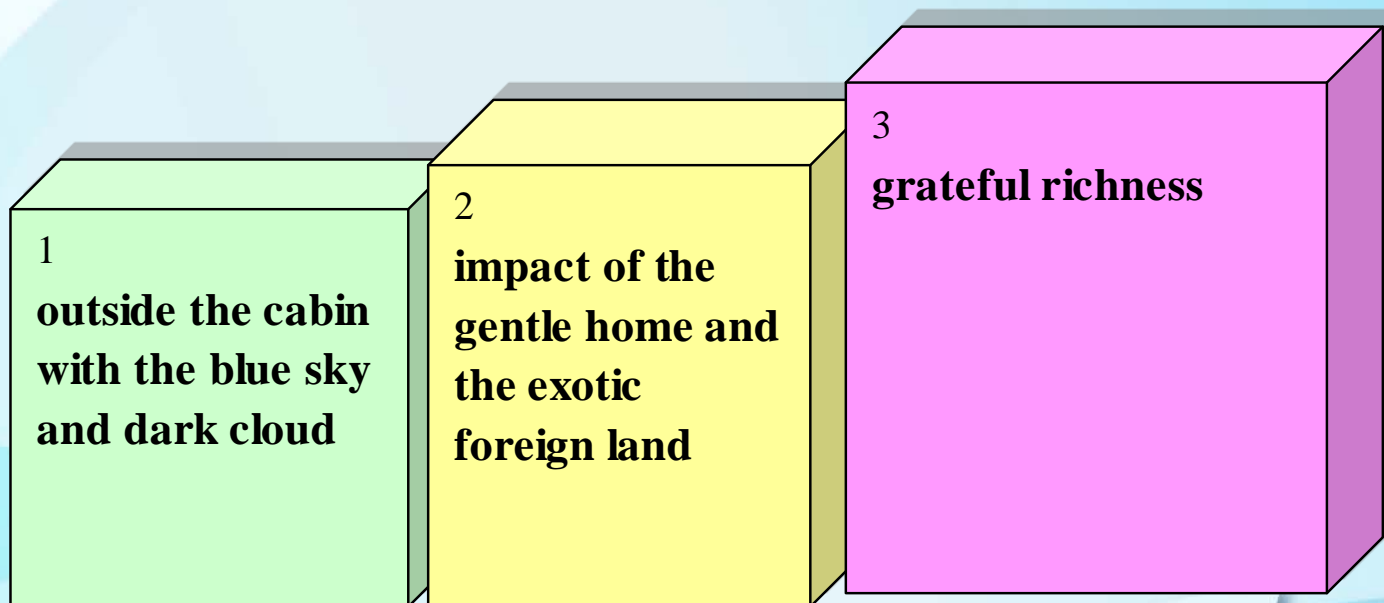 1
outside the cabin
with the blue sky
and dark cloud
2
impact of the
gentle home and
the exotic
foreign land
3
grateful richness